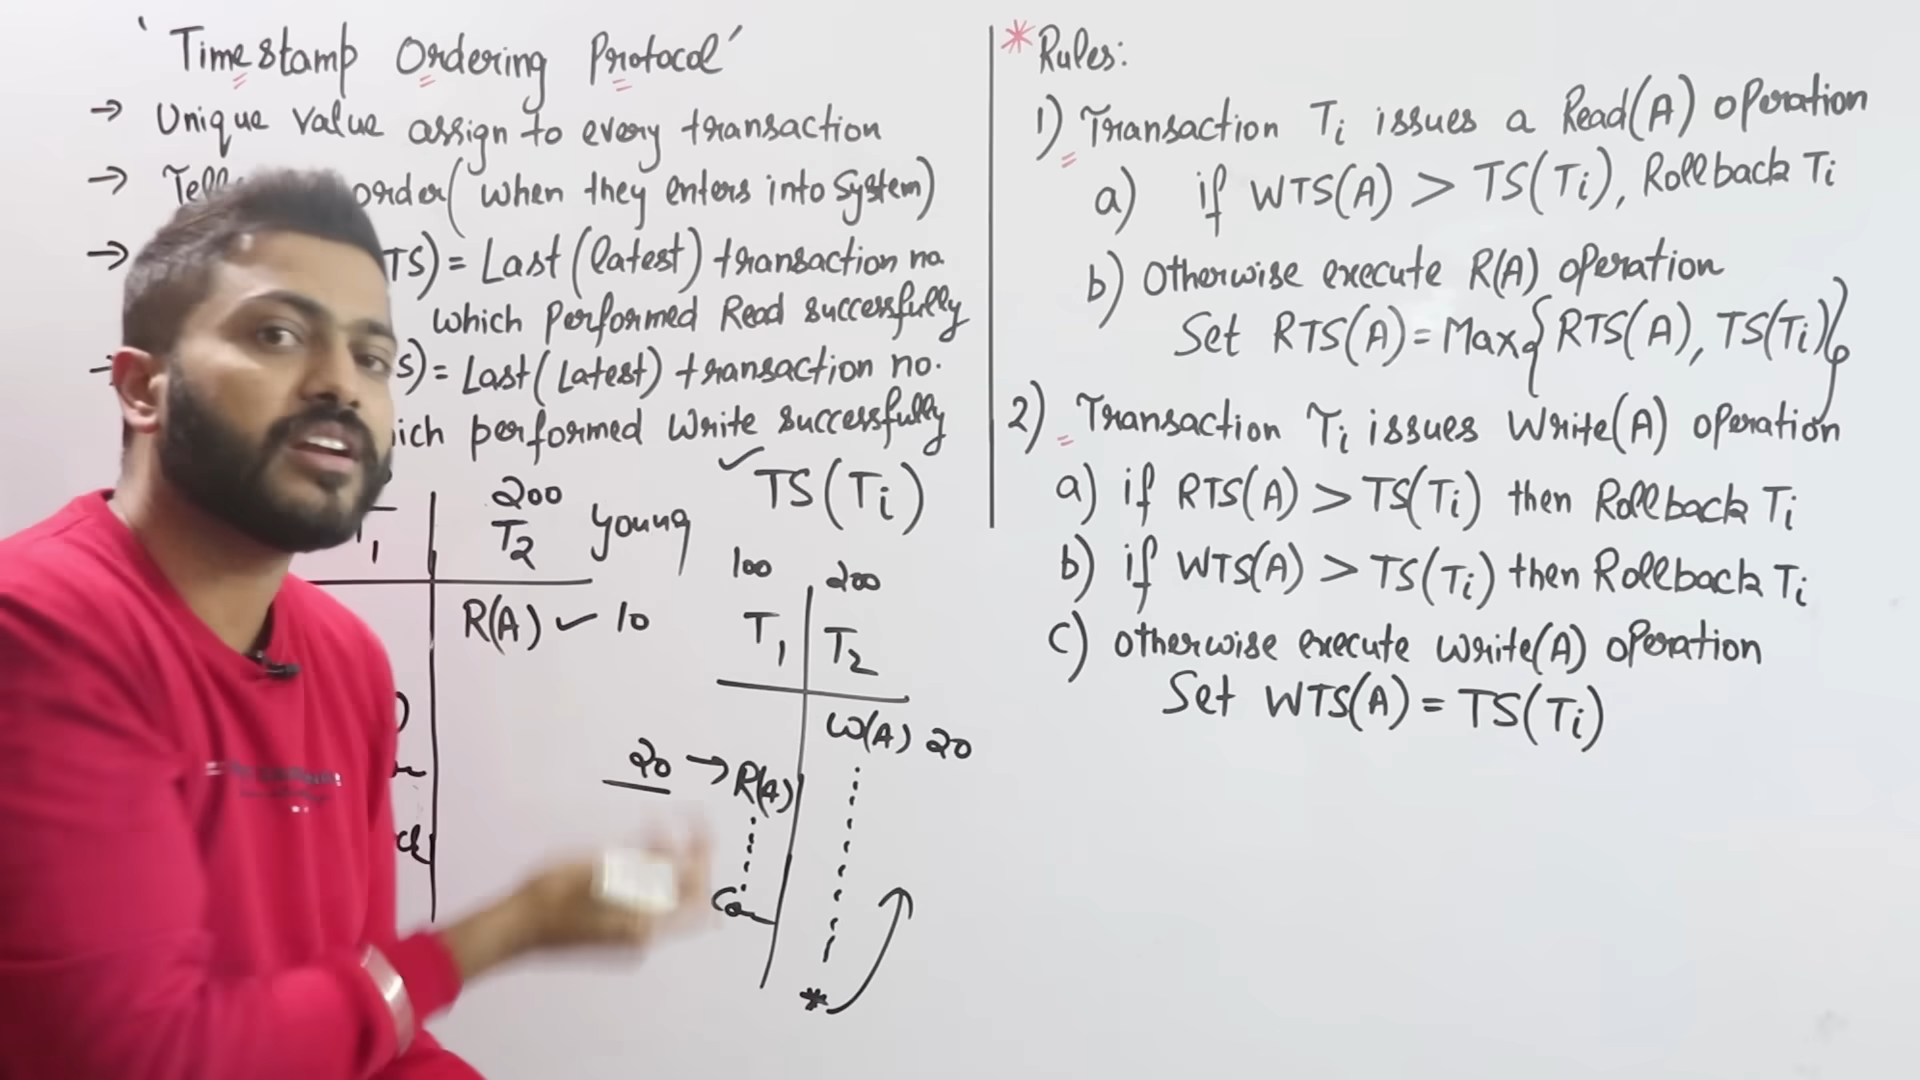 'Timestamp Ordering Protocol'
→ Unique value assign to every transaction
→ order(when they enters into System)
→ TS) = Last(latest) transaction no.
which Performed Read successfully
S) = Last(Latest) transaction no.
ich performed Write successfully
✓ TS(Ti)
200
T2 young
R(A) ✓ 10
100 200
T1 T2
W(A) 20
20 → R(A)
*
* Rules:
1) Transaction Ti issues a Read(A) operation
a) if WTS(A) > TS(Ti), Rollback Ti
b) Otherwise execute R(A) operation
Set RTS(A) = Max{RTS(A), TS(Ti)}
2) Transaction Ti issues Write(A) operation
a) if RTS(A) > TS(Ti) then Rollback Ti
b) if WTS(A) > TS(Ti) then Rollback Ti
c) otherwise execute write(A) operation
Set WTS(A) = TS(Ti)